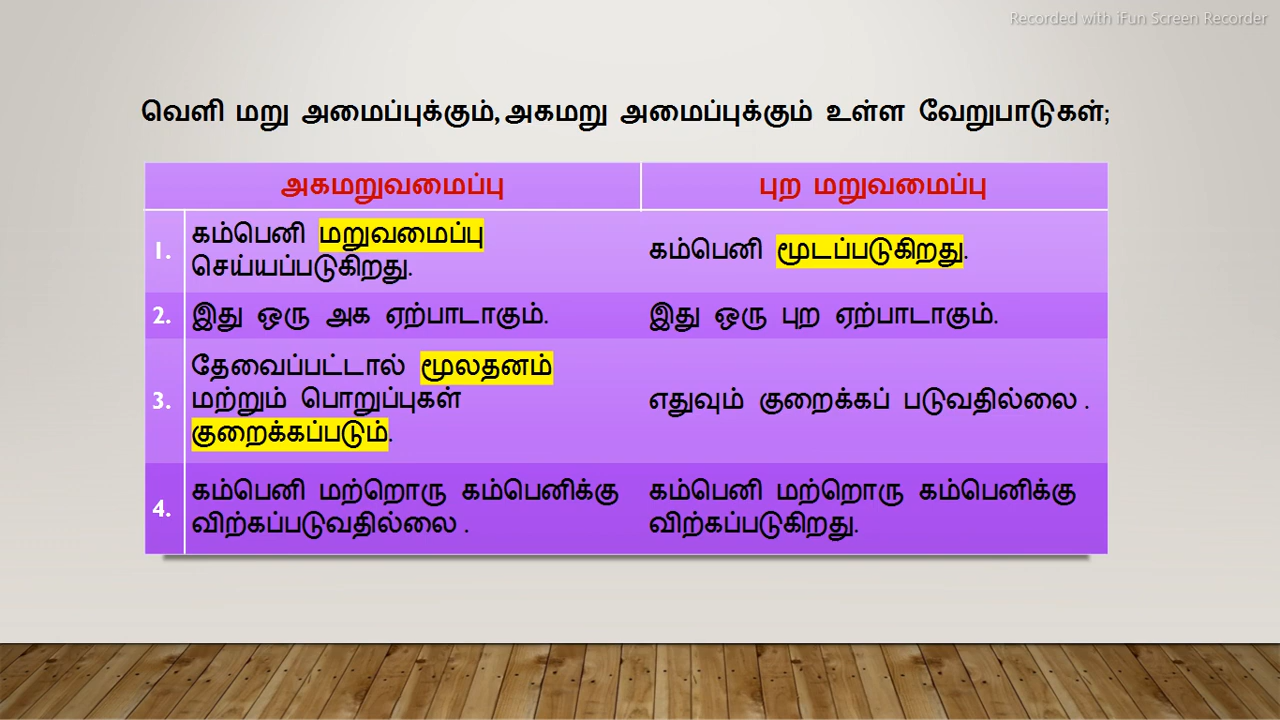 Recorded with iFun Screen Recorder
வெளி மறு அமைப்புக்கும்,அகமறு அமைப்புக்கும் உள்ள வேறுபாடுகள்;
அகமறுவமைப்பு
புற மறுவமைப்பு
1.
கம்பெனி மறுவமைப்பு
செய்யப்படுகிறது.
கம்பெனி மூடப்படுகிறது.
2.
இது ஒரு அக ஏற்பாடாகும்.
இது ஒரு புற ஏற்பாடாகும்.
3.
தேவைப்பட்டால் மூலதனம்
மற்றும் பொறுப்புகள்
குறைக்கப்படும்.
எதுவும் குறைக்கப் படுவதில்லை .
4.
கம்பெனி மற்றொரு கம்பெனிக்கு
விற்கப்படுவதில்லை .
கம்பெனி மற்றொரு கம்பெனிக்கு
விற்கப்படுகிறது.